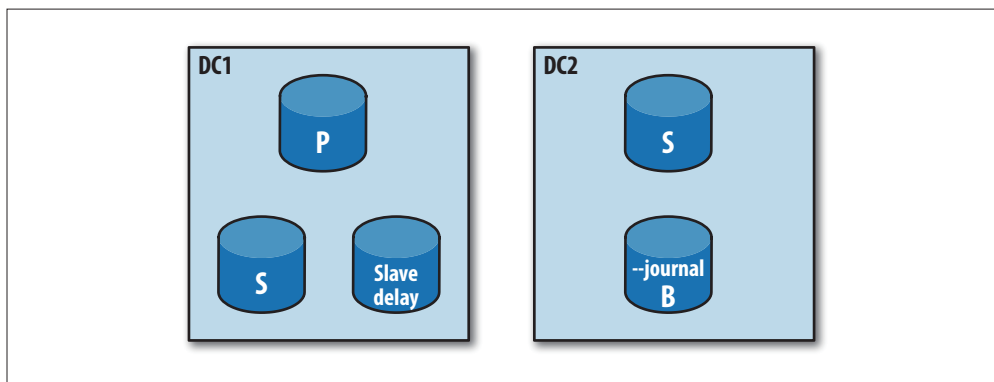 DC1
P
S
Slave
delay
DC2
S
--journal
B